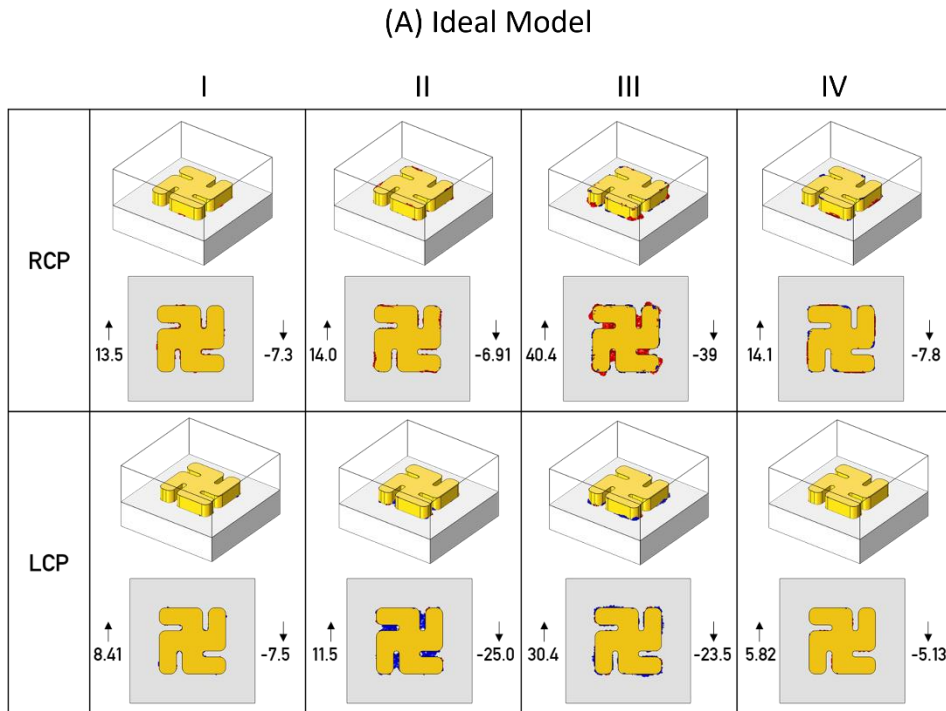 (A) Ideal Model
I II III IV
RCP
13.5 -7.3 14.0 -6.91 40.4 -39 14.1 -7.8
LCP
8.41 -7.5 11.5 -25.0 30.4 -23.5 5.82 -5.13